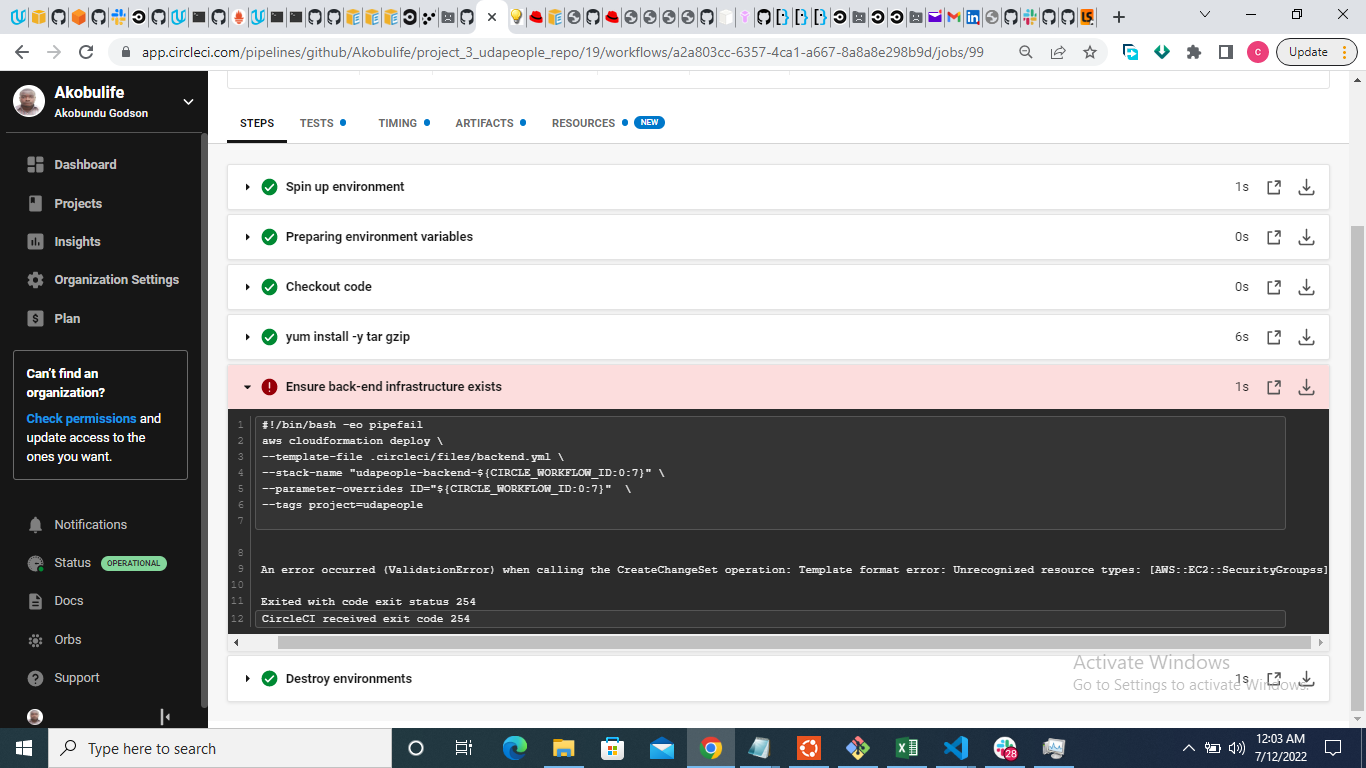 app.circleci.com/pipelines/github/Akobulife/project_3_udapeople_repo/19/workflows/a2a803cc-6357-4ca1-a667-8a8a8e298b9d/jobs/99
C
Update
Akobulife
Akobundu Godson
Dashboard
Projects
Insights
Organization Settings
Plan
Can't find an
organization?
Check permissions and
update access to the
ones you want.
Notifications
Status OPERATIONAL
Docs
Orbs
Support
STEPS TESTS TIMING ARTIFACTS RESOURCES NEW
Spin up environment 1s
Preparing environment variables 0s
Checkout code 0s
yum install -y tar gzip 6s
Ensure back-end infrastructure exists 1s
1 #!/bin/bash -eo pipefail
2 aws cloudformation deploy \
3 --template-file .circleci/files/backend.yml \
4 --stack-name "udapeople-backend-${CIRCLE_WORKFLOW_ID:0:7}" \
5 --parameter-overrides ID="${CIRCLE_WORKFLOW_ID:0:7}"  \
6 --tags project=udapeople
7
8
9 An error occurred (ValidationError) when calling the CreateChangeSet operation: Template format error: Unrecognized resource types: [AWS::EC2::SecurityGroupss]
10
11 Exited with code exit status 254
12 CircleCI received exit code 254
Destroy environments 1s
Activate Windows
Go to Settings to activate Windows.
Type here to search
28
12:03 AM
7/12/2022